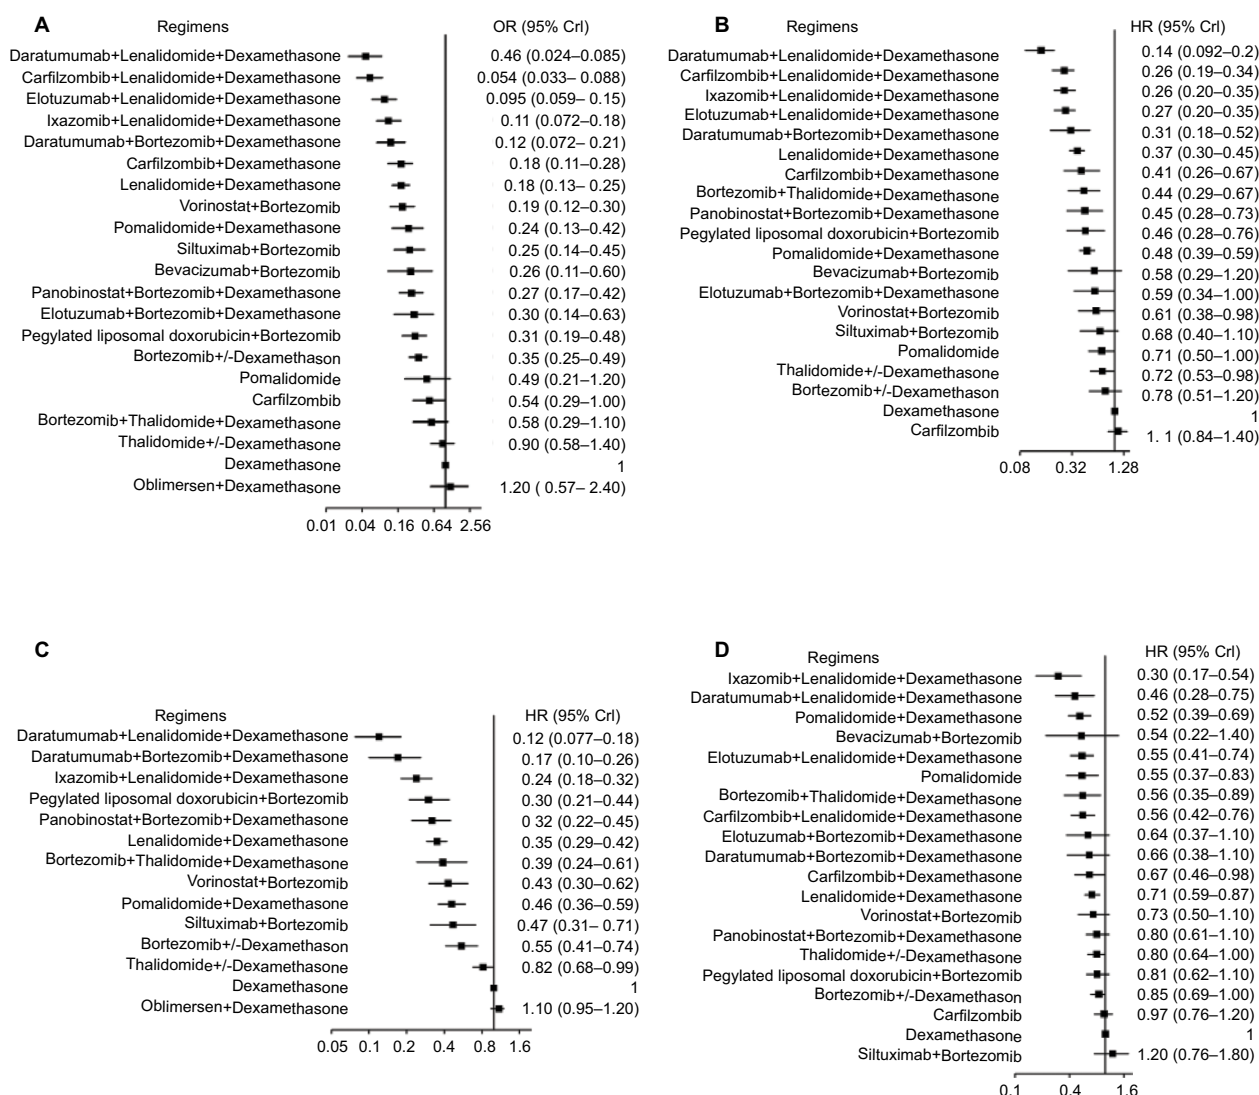 A
Regimens OR (95% Crl)
Daratumumab+Lenalidomide+Dexamethasone 0.46 (0.024–0.085)
Carfilzombib+Lenalidomide+Dexamethasone 0.054 (0.033– 0.088)
Elotuzumab+Lenalidomide+Dexamethasone 0.095 (0.059– 0.15)
Ixazomib+Lenalidomide+Dexamethasone 0.11 (0.072–0.18)
Daratumumab+Bortezomib+Dexamethasone 0.12 (0.072– 0.21)
Carfilzombib+Dexamethasone 0.18 (0.11–0.28)
Lenalidomide+Dexamethasone 0.18 (0.13– 0.25)
Vorinostat+Bortezomib 0.19 (0.12–0.30)
Pomalidomide+Dexamethasone 0.24 (0.13–0.42)
Siltuximab+Bortezomib 0.25 (0.14–0.45)
Bevacizumab+Bortezomib 0.26 (0.11–0.60)
Panobinostat+Bortezomib+Dexamethasone 0.27 (0.17–0.42)
Elotuzumab+Bortezomib+Dexamethasone 0.30 (0.14–0.63)
Pegylated liposomal doxorubicin+Bortezomib 0.31 (0.19–0.48)
Bortezomib+/-Dexamethason 0.35 (0.25–0.49)
Pomalidomide 0.49 (0.21–1.20)
Carfilzombib 0.54 (0.29–1.00)
Bortezomib+Thalidomide+Dexamethasone 0.58 (0.29–1.10)
Thalidomide+/-Dexamethasone 0.90 (0.58–1.40)
Dexamethasone 1
Oblimersen+Dexamethasone 1.20 ( 0.57– 2.40)
0.01 0.04 0.16 0.64 2.56
B
Regimens HR (95% Crl)
Daratumumab+Lenalidomide+Dexamethasone 0.14 (0.092–0.2)
Carfilzombib+Lenalidomide+Dexamethasone 0.26 (0.19–0.34)
Ixazomib+Lenalidomide+Dexamethasone 0.26 (0.20–0.35)
Elotuzumab+Lenalidomide+Dexamethasone 0.27 (0.20–0.35)
Daratumumab+Bortezomib+Dexamethasone 0.31 (0.18–0.52)
Lenalidomide+Dexamethasone 0.37 (0.30–0.45)
Carfilzombib+Dexamethasone 0.41 (0.26–0.67)
Bortezomib+Thalidomide+Dexamethasone 0.44 (0.29–0.67)
Panobinostat+Bortezomib+Dexamethasone 0.45 (0.28–0.73)
Pegylated liposomal doxorubicin+Bortezomib 0.46 (0.28–0.76)
Pomalidomide+Dexamethasone 0.48 (0.39–0.59)
Bevacizumab+Bortezomib 0.58 (0.29–1.20)
Elotuzumab+Bortezomib+Dexamethasone 0.59 (0.34–1.00)
Vorinostat+Bortezomib 0.61 (0.38–0.98)
Siltuximab+Bortezomib 0.68 (0.40–1.10)
Pomalidomide 0.71 (0.50–1.00)
Thalidomide+/-Dexamethasone 0.72 (0.53–0.98)
Bortezomib+/-Dexamethason 0.78 (0.51–1.20)
Dexamethasone 1
Carfilzombib 1. 1 (0.84–1.40)
0.08 0.32 1.28
C
Regimens HR (95% Crl)
Daratumumab+Lenalidomide+Dexamethasone 0.12 (0.077–0.18)
Daratumumab+Bortezomib+Dexamethasone 0.17 (0.10–0.26)
Ixazomib+Lenalidomide+Dexamethasone 0.24 (0.18–0.32)
Pegylated liposomal doxorubicin+Bortezomib 0.30 (0.21–0.44)
Panobinostat+Bortezomib+Dexamethasone 0.32 (0.22–0.45)
Lenalidomide+Dexamethasone 0.35 (0.29–0.42)
Bortezomib+Thalidomide+Dexamethasone 0.39 (0.24–0.61)
Vorinostat+Bortezomib 0.43 (0.30–0.62)
Pomalidomide+Dexamethasone 0.46 (0.36–0.59)
Siltuximab+Bortezomib 0.47 (0.31– 0.71)
Bortezomib+/-Dexamethason 0.55 (0.41–0.74)
Thalidomide+/-Dexamethasone 0.82 (0.68–0.99)
Dexamethasone 1
Oblimersen+Dexamethasone 1.10 (0.95–1.20)
0.05 0.1 0.2 0.4 0.8 1.6
D
Regimens HR (95% Crl)
Ixazomib+Lenalidomide+Dexamethasone 0.30 (0.17–0.54)
Daratumumab+Lenalidomide+Dexamethasone 0.46 (0.28–0.75)
Pomalidomide+Dexamethasone 0.52 (0.39–0.69)
Bevacizumab+Bortezomib 0.54 (0.22–1.40)
Elotuzumab+Lenalidomide+Dexamethasone 0.55 (0.41–0.74)
Pomalidomide 0.55 (0.37–0.83)
Bortezomib+Thalidomide+Dexamethasone 0.56 (0.35–0.89)
Carfilzombib+Lenalidomide+Dexamethasone 0.56 (0.42–0.76)
Elotuzumab+Bortezomib+Dexamethasone 0.64 (0.37–1.10)
Daratumumab+Bortezomib+Dexamethasone 0.66 (0.38–1.10)
Carfilzombib+Dexamethasone 0.67 (0.46–0.98)
Lenalidomide+Dexamethasone 0.71 (0.59–0.87)
Vorinostat+Bortezomib 0.73 (0.50–1.10)
Panobinostat+Bortezomib+Dexamethasone 0.80 (0.61–1.10)
Thalidomide+/-Dexamethasone 0.80 (0.64–1.00)
Pegylated liposomal doxorubicin+Bortezomib 0.81 (0.62–1.10)
Bortezomib+/-Dexamethason 0.85 (0.69–1.00)
Carfilzombib 0.97 (0.76–1.20)
Dexamethasone 1
Siltuximab+Bortezomib 1.20 (0.76–1.80)
0.1 0.4 1.6